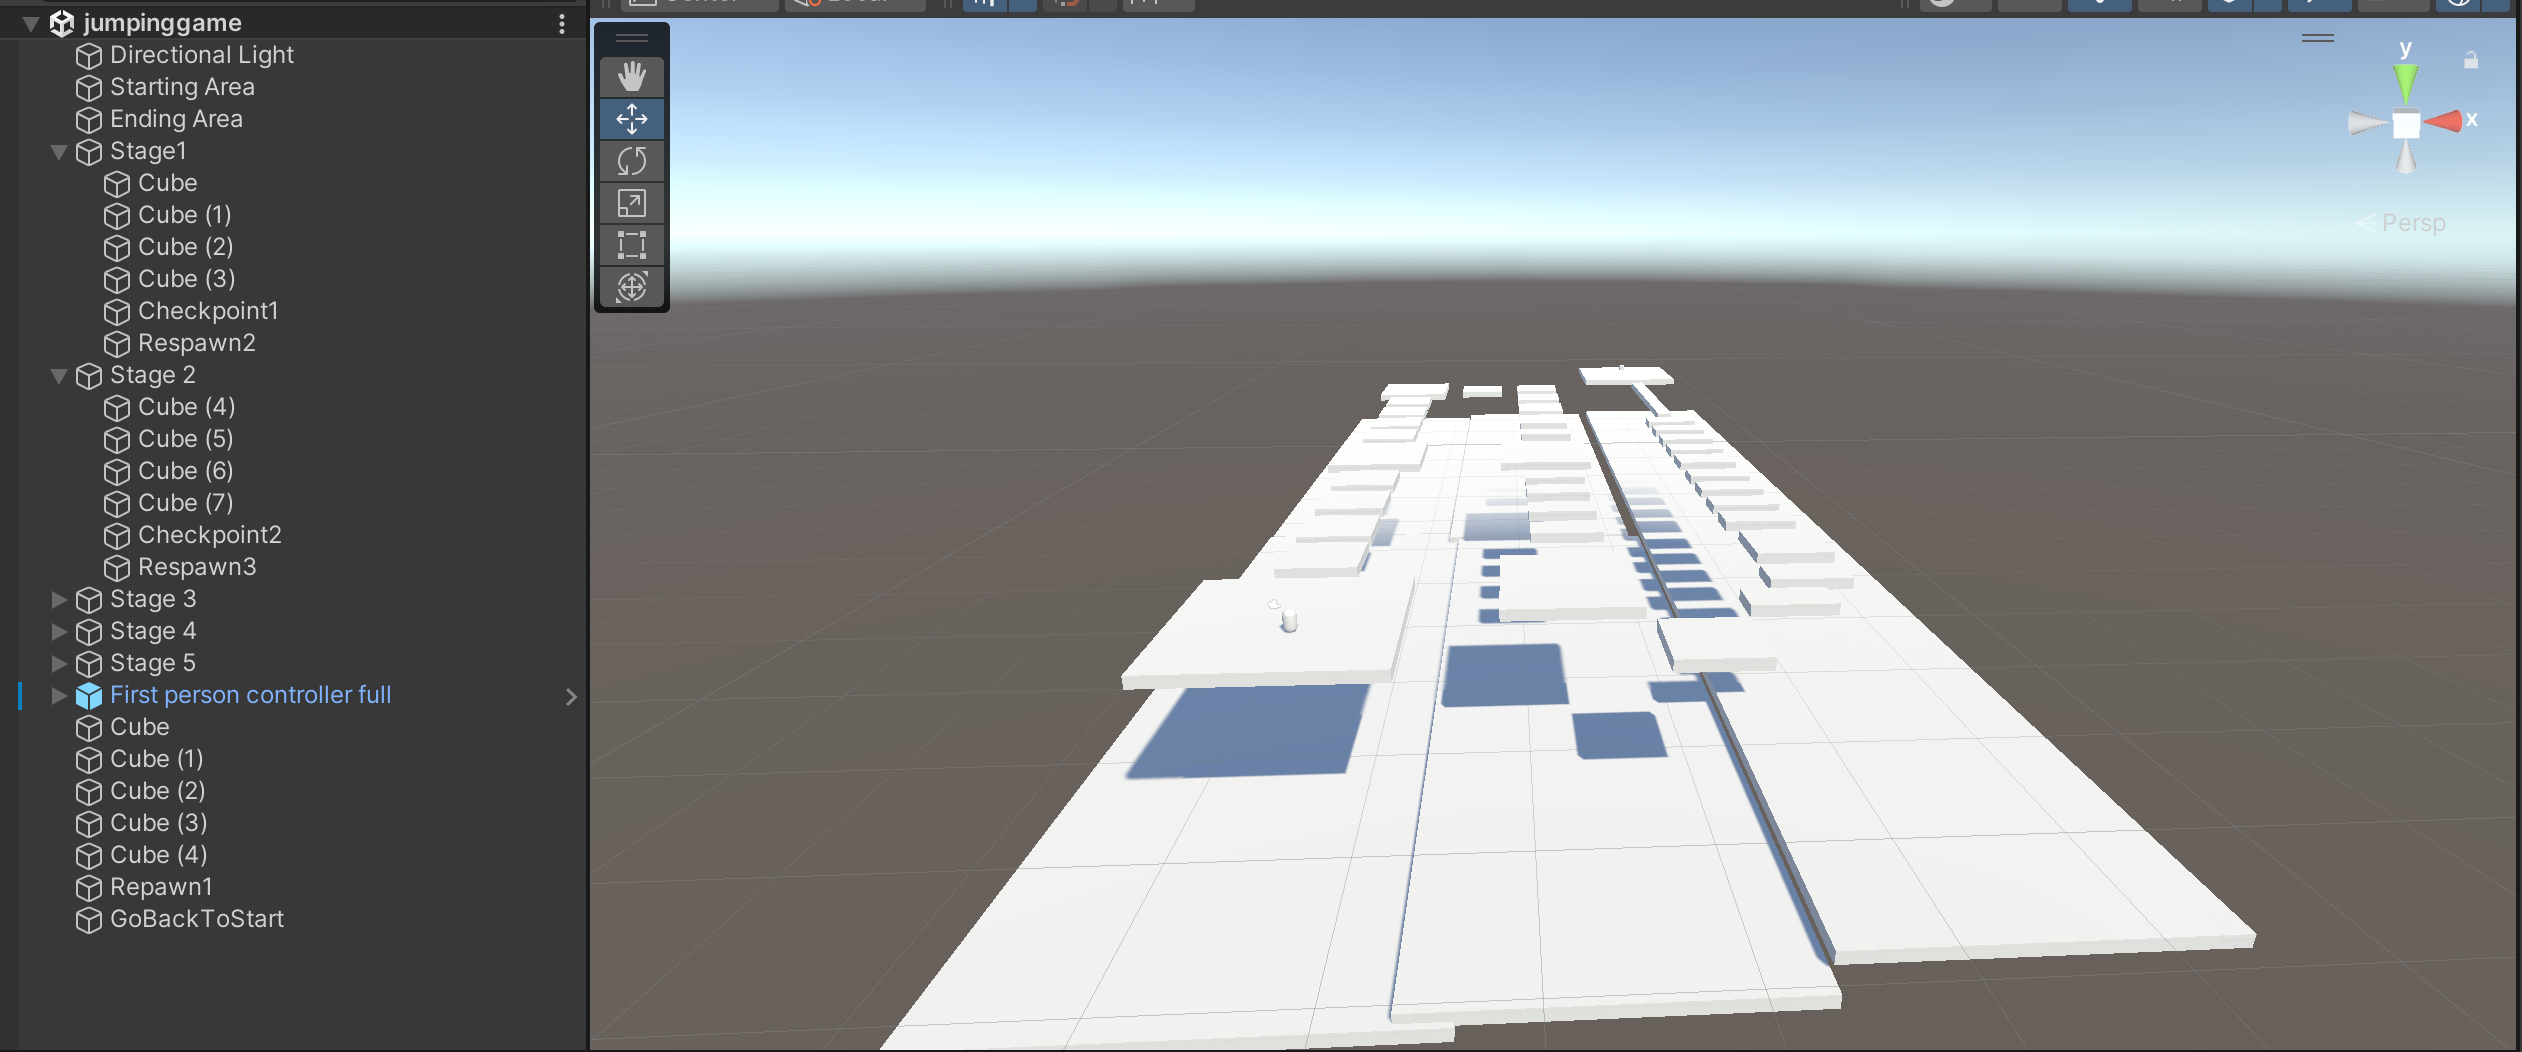 jumpinggame
Directional Light
Starting Area
Ending Area
Stage1
Cube
Cube (1)
Cube (2)
Cube (3)
Checkpoint1
Respawn2
Stage 2
Cube (4)
Cube (5)
Cube (6)
Cube (7)
Checkpoint2
Respawn3
Stage 3
Stage 4
Stage 5
First person controller full
Cube
Cube (1)
Cube (2)
Cube (3)
Cube (4)
Repawn1
GoBackToStart
Center
Local
y
x
Persp